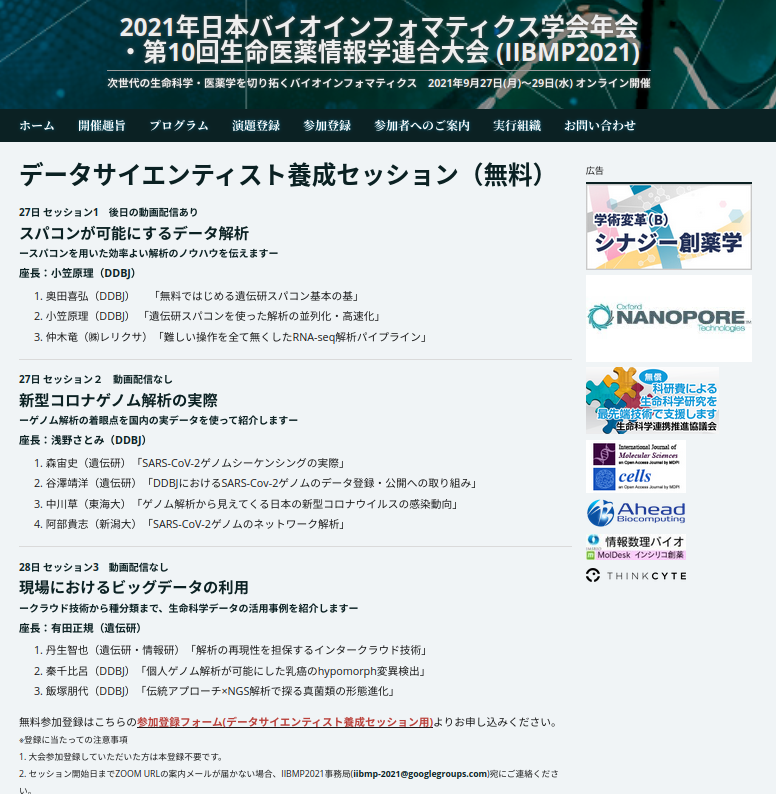 2021年日本バイオインフォマティクス学会年会
・第10回生命医薬情報学連合大会 (IIBMP2021)
次世代の生命科学・医薬学を切り拓くバイオインフォマティクス　2021年9月27日(月)～29日(水) オンライン開催
ホーム　開催趣旨　プログラム　演題登録　参加登録　参加者へのご案内　実行組織　お問い合わせ
データサイエンティスト養成セッション（無料）
27日 セッション1　後日の動画配信あり
スパコンが可能にするデータ解析
ースパコンを用いた効率よい解析のノウハウを伝えますー
座長：小笠原理（DDBJ）
1. 奥田喜弘（DDBJ）　「無料ではじめる遺伝研スパコン基本の基」
2. 小笠原理（DDBJ）「遺伝研スパコンを使った解析の並列化・高速化」
3. 仲木竜（㈱レリクサ）「難しい操作を全て無くしたRNA-seq解析パイプライン」
27日 セッション２　動画配信なし
新型コロナゲノム解析の実際
ーゲノム解析の着眼点を国内の実データを使って紹介しますー
座長：浅野さとみ（DDBJ）
1. 森宙史（遺伝研）「SARS-CoV-2ゲノムシーケンシングの実際」
2. 谷澤靖洋（遺伝研）「DDBJにおけるSARS-Cov-2ゲノムのデータ登録・公開への取り組み」
3. 中川草（東海大）「ゲノム解析から見えてくる日本の新型コロナウイルスの感染動向」
4. 阿部貴志（新潟大）「SARS-CoV-2ゲノムのネットワーク解析」
28日 セッション3　動画配信なし
現場におけるビッグデータの利用
ークラウド技術から種分類まで、生命科学データの活用事例を紹介しますー
座長：有田正規（遺伝研）
1. 丹生智也（遺伝研・情報研）「解析の再現性を担保するインタークラウド技術」
2. 秦千比呂（DDBJ）「個人ゲノム解析が可能にした乳癌のhypomorph変異検出」
3. 飯塚朋代（DDBJ）「伝統アプローチ×NGS解析で探る真菌類の形態進化」
無料参加登録はこちらの参加登録フォーム(データサイエンティスト養成セッション用)よりお申し込みください。
※登録に当たっての注意事項
1. 大会参加登録していただいた方は本登録不要です。
2. セッション開始日までZOOM URLの案内メールが届かない場合、IIBMP2021事務局(iibmp-2021@googlegroups.com)宛にご連絡くださ
い。
広告
学術変革(B)
シナジー創薬学
Oxford
NANOPORE
Technologies
無償
科研費による
生命科学研究を
最先端技術で支援します
生命科学連携推進協議会
International Journal of
Molecular Sciences
an Open Access Journal by MDPI
cells
an Open Access Journal by MDPI
Ahead
Biocomputing
情報数理バイオ
MolDesk インシリコ創薬
THINKCYTE